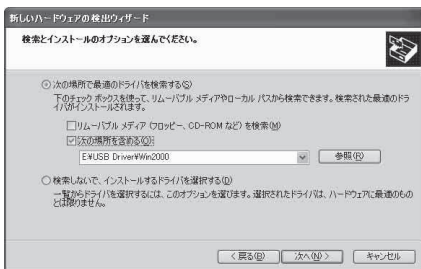 新しいハードウェアの検出ウィザード
検索とインストールのオプションを選んでください。
次の場所で最適のドライバを検索する(S)
下のチェック ボックスを使って、リムーバブル メディアやローカル パスから検索できます。検索された最適のドラ
イバがインストールされます。
リムーバブル メディア (フロッピー、CD-ROM など) を検索(M)
次の場所を含める(O):
E¥USB Driver¥Win2000
参照(R)
検索しないで、インストールするドライバを選択する(D)
一覧からドライバを選択するには、このオプションを選びます。選択されたドライバは、ハードウェアに最適のもの
とは限りません。
< 戻る(B)
次へ(N) >
キャンセル